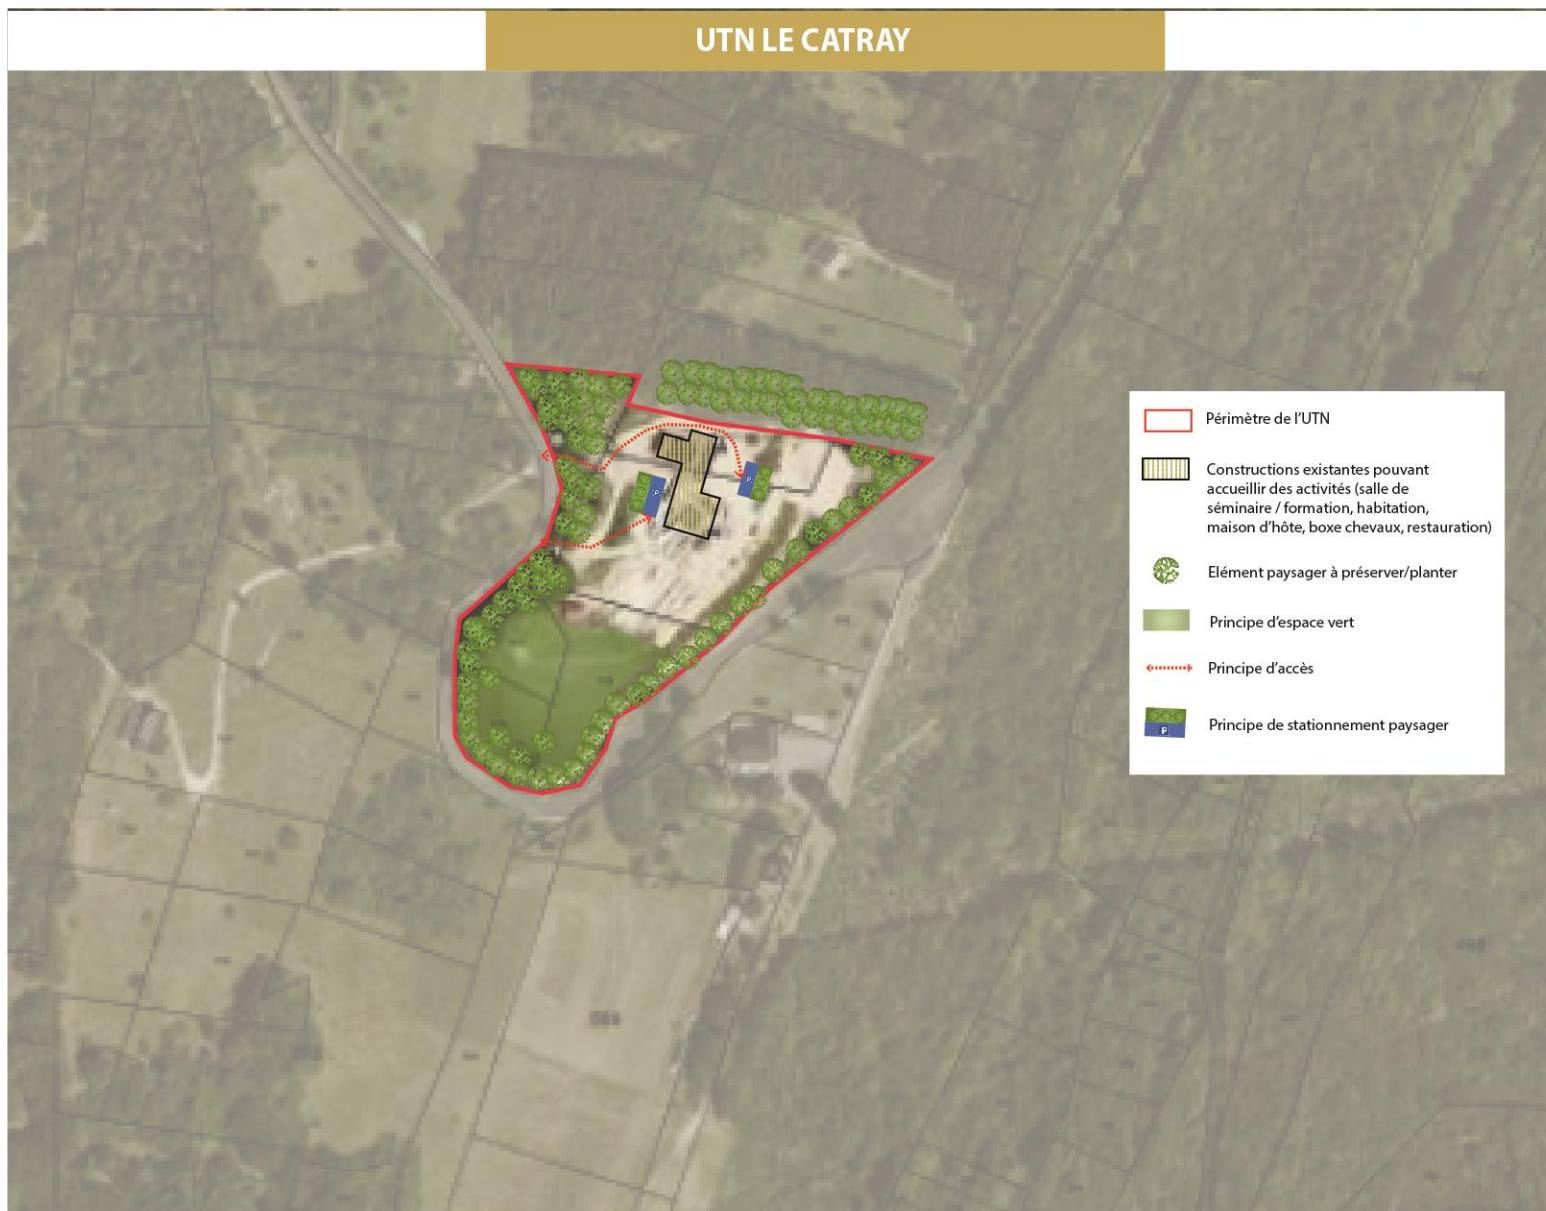 UTN LE CATRAY
Périmètre de l'UTN
Constructions existantes pouvant
accueillir des activités (salle de
séminaire / formation, habitation,
maison d'hôte, boxe chevaux, restauration)
Elément paysager à préserver/planter
Principe d'espace vert
Principe d'accès
P
Principe de stationnement paysager
P
P